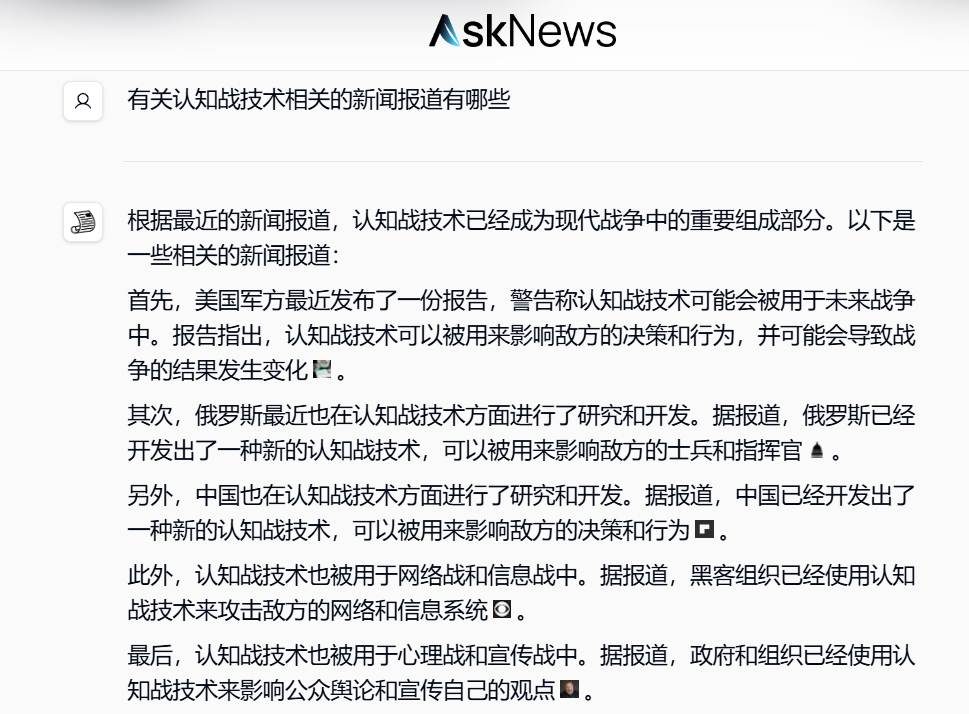 AskNews
有关认知战技术相关的新闻报道有哪些
根据最近的新闻报道，认知战技术已经成为现代战争中的重要组成部分。以下是
一些相关的新闻报道：
首先，美国军方最近发布了一份报告，警告称认知战技术可能会被用于未来战争
中。报告指出，认知战技术可以被用来影响敌方的决策和行为，并可能会导致战
争的结果发生变化 。
其次，俄罗斯最近也在认知战技术方面进行了研究和开发。据报道，俄罗斯已经
开发出了一种新的认知战技术，可以被用来影响敌方的士兵和指挥官 。
另外，中国也在认知战技术方面进行了研究和开发。据报道，中国已经开发出了
一种新的认知战技术，可以被用来影响敌方的决策和行为 。
此外，认知战技术也被用于网络战和信息战中。据报道，黑客组织已经使用认知
战技术来攻击敌方的网络和信息系统 。
最后，认知战技术也被用于心理战和宣传战中。据报道，政府和组织已经使用认
知战技术来影响公众舆论和宣传自己的观点 。